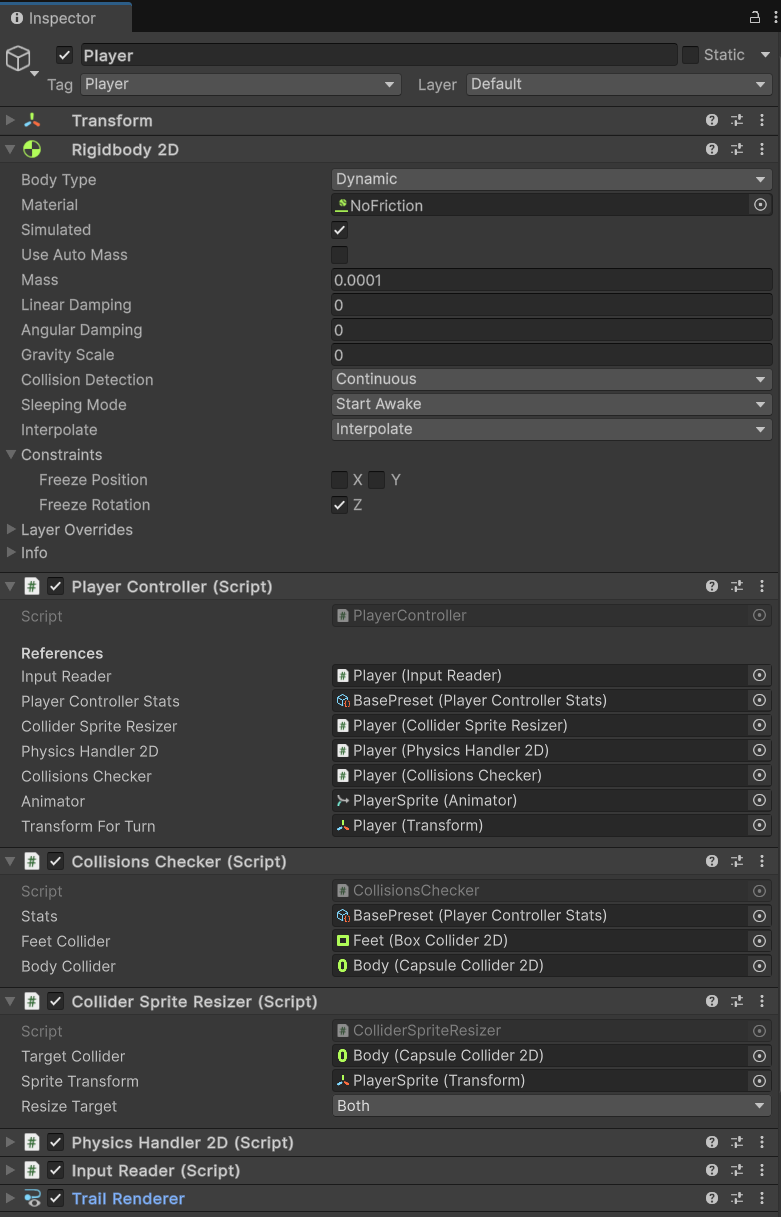 Inspector
Player
Static
Tag Player Layer Default
Transform
Rigidbody 2D
Body Type Dynamic
Material NoFriction
Simulated
Use Auto Mass
Mass 0.0001
Linear Damping 0
Angular Damping 0
Gravity Scale 0
Collision Detection Continuous
Sleeping Mode Start Awake
Interpolate Interpolate
Constraints
Freeze Position X Y
Freeze Rotation Z
Layer Overrides
Info
Player Controller (Script)
Script PlayerController
References
Input Reader Player (Input Reader)
Player Controller Stats BasePreset (Player Controller Stats)
Collider Sprite Resizer Player (Collider Sprite Resizer)
Physics Handler 2D Player (Physics Handler 2D)
Collisions Checker Player (Collisions Checker)
Animator PlayerSprite (Animator)
Transform For Turn Player (Transform)
Collisions Checker (Script)
Script CollisionsChecker
Stats BasePreset (Player Controller Stats)
Feet Collider Feet (Box Collider 2D)
Body Collider Body (Capsule Collider 2D)
Collider Sprite Resizer (Script)
Script ColliderSpriteResizer
Target Collider Body (Capsule Collider 2D)
Sprite Transform PlayerSprite (Transform)
Resize Target Both
Physics Handler 2D (Script)
Input Reader (Script)
Trail Renderer